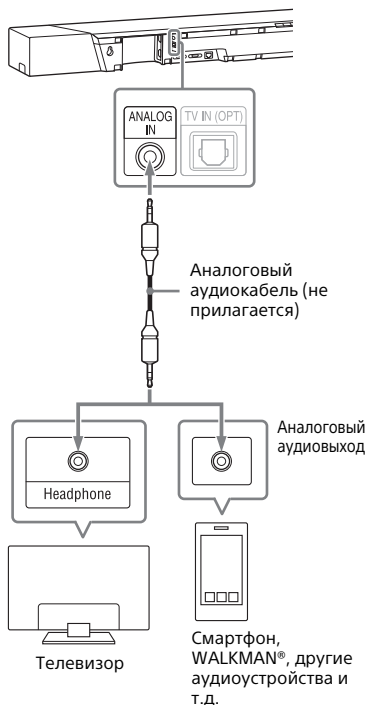 ANALOG
IN
TV IN (OPT)
Аналоговый
аудиокабель (не
прилагается)
Аналоговый
аудиовыход
Headphone
Телевизор
Смартфон,
WALKMAN®, другие
аудиоустройства и
т.д.